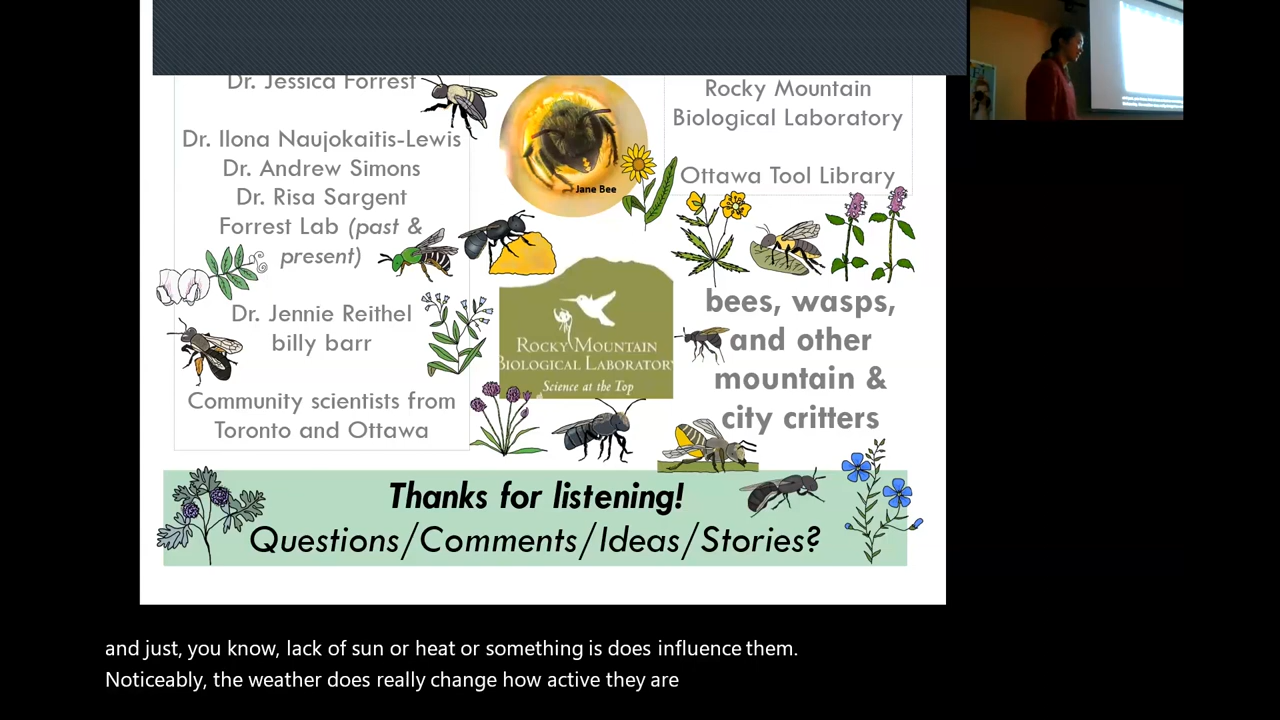 Dr. Jessica Forrest
Dr. Ilona Naujokaitis-Lewis
Dr. Andrew Simons
Dr. Risa Sargent
Forrest Lab (past &
present)
Dr. Jennie Reithel
billy barr
Community scientists from
Toronto and Ottawa
Jane Bee
Rocky Mountain
Biological Laboratory
Science at the Top
Rocky Mountain
Biological Laboratory
Ottawa Tool Library
bees, wasps,
and other
mountain &
city critters
Thanks for listening!
Questions/Comments/Ideas/Stories?
and just, you know, lack of sun or heat or something is does influence them.
Noticeably, the weather does really change how active they are